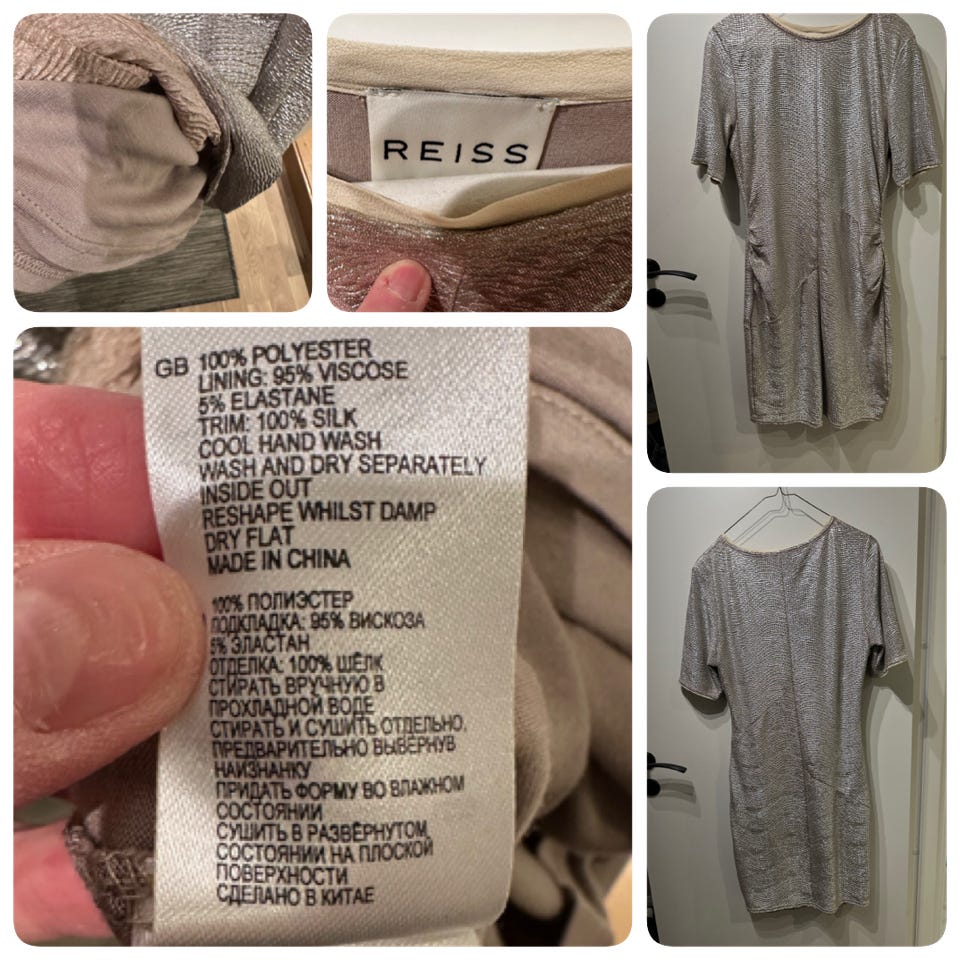 REISS
GB 100% POLYESTER
LINING: 95% VISCOSE
5% ELASTANE
TRIM: 100% SILK
COOL HAND WASH
WASH AND DRY SEPARATELY
INSIDE OUT
RESHAPE WHILST DAMP
DRY FLAT
MADE IN CHINA
100% ПОЛИЭСТЕР
ПОДКЛАДКА: 95% ВИСКОЗА
5% ЭЛАСТАН
ОТДЕЛКА: 100% ШЁЛК
СТИРАТЬ ВРУЧНУЮ В
ПРОХЛАДНОЙ ВОДЕ
СТИРАТЬ И СУШИТЬ ОТДЕЛЬНО,
ПРЕДВАРИТЕЛЬНО ВЫВЕРНУВ
НАИЗНАНКУ
ПРИДАТЬ ФОРМУ ВО ВЛАЖНОМ
СОСТОЯНИИ
СУШИТЬ В РАЗВЁРНУТОМ
СОСТОЯНИИ НА ПЛОСКОЙ
ПОВЕРХНОСТИ
СДЕЛАНО В КИТАЕ